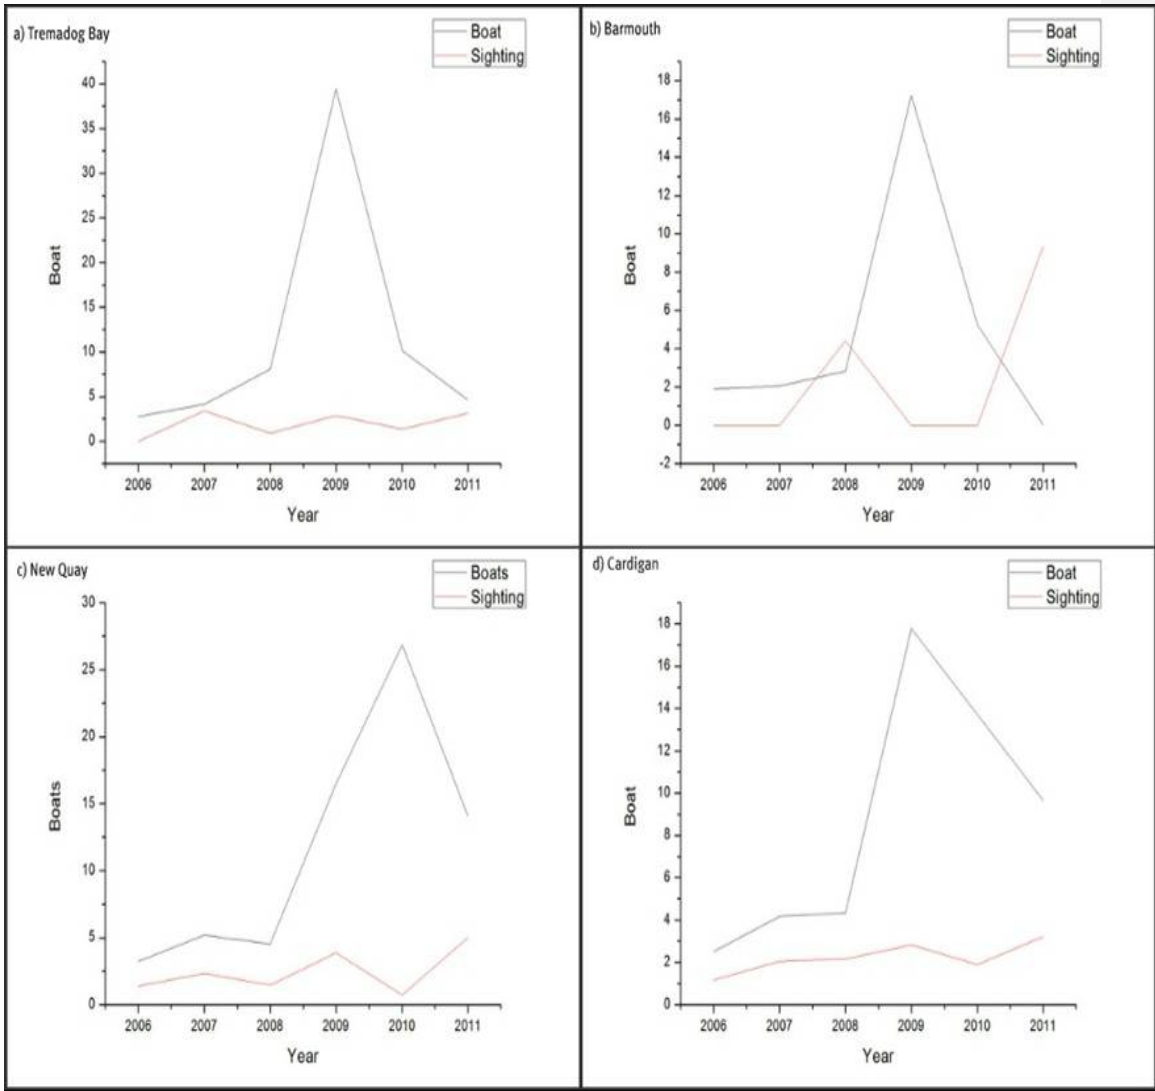 a) Tremadog Bay
Boat
Sighting
40
35
30
25
20
15
10
5
0
Boat
2006 2007 2008 2009 2010 2011
Year
b) Barmouth
Boat
Sighting
18
16
14
12
10
8
6
4
2
0
-2
Boat
2006 2007 2008 2009 2010 2011
Year
c) New Quay
Boats
Sighting
30
25
20
15
10
5
0
Boats
2006 2007 2008 2009 2010 2011
Year
d) Cardigan
Boat
Sighting
18
16
14
12
10
8
6
4
2
0
Boat
2006 2007 2008 2009 2010 2011
Year